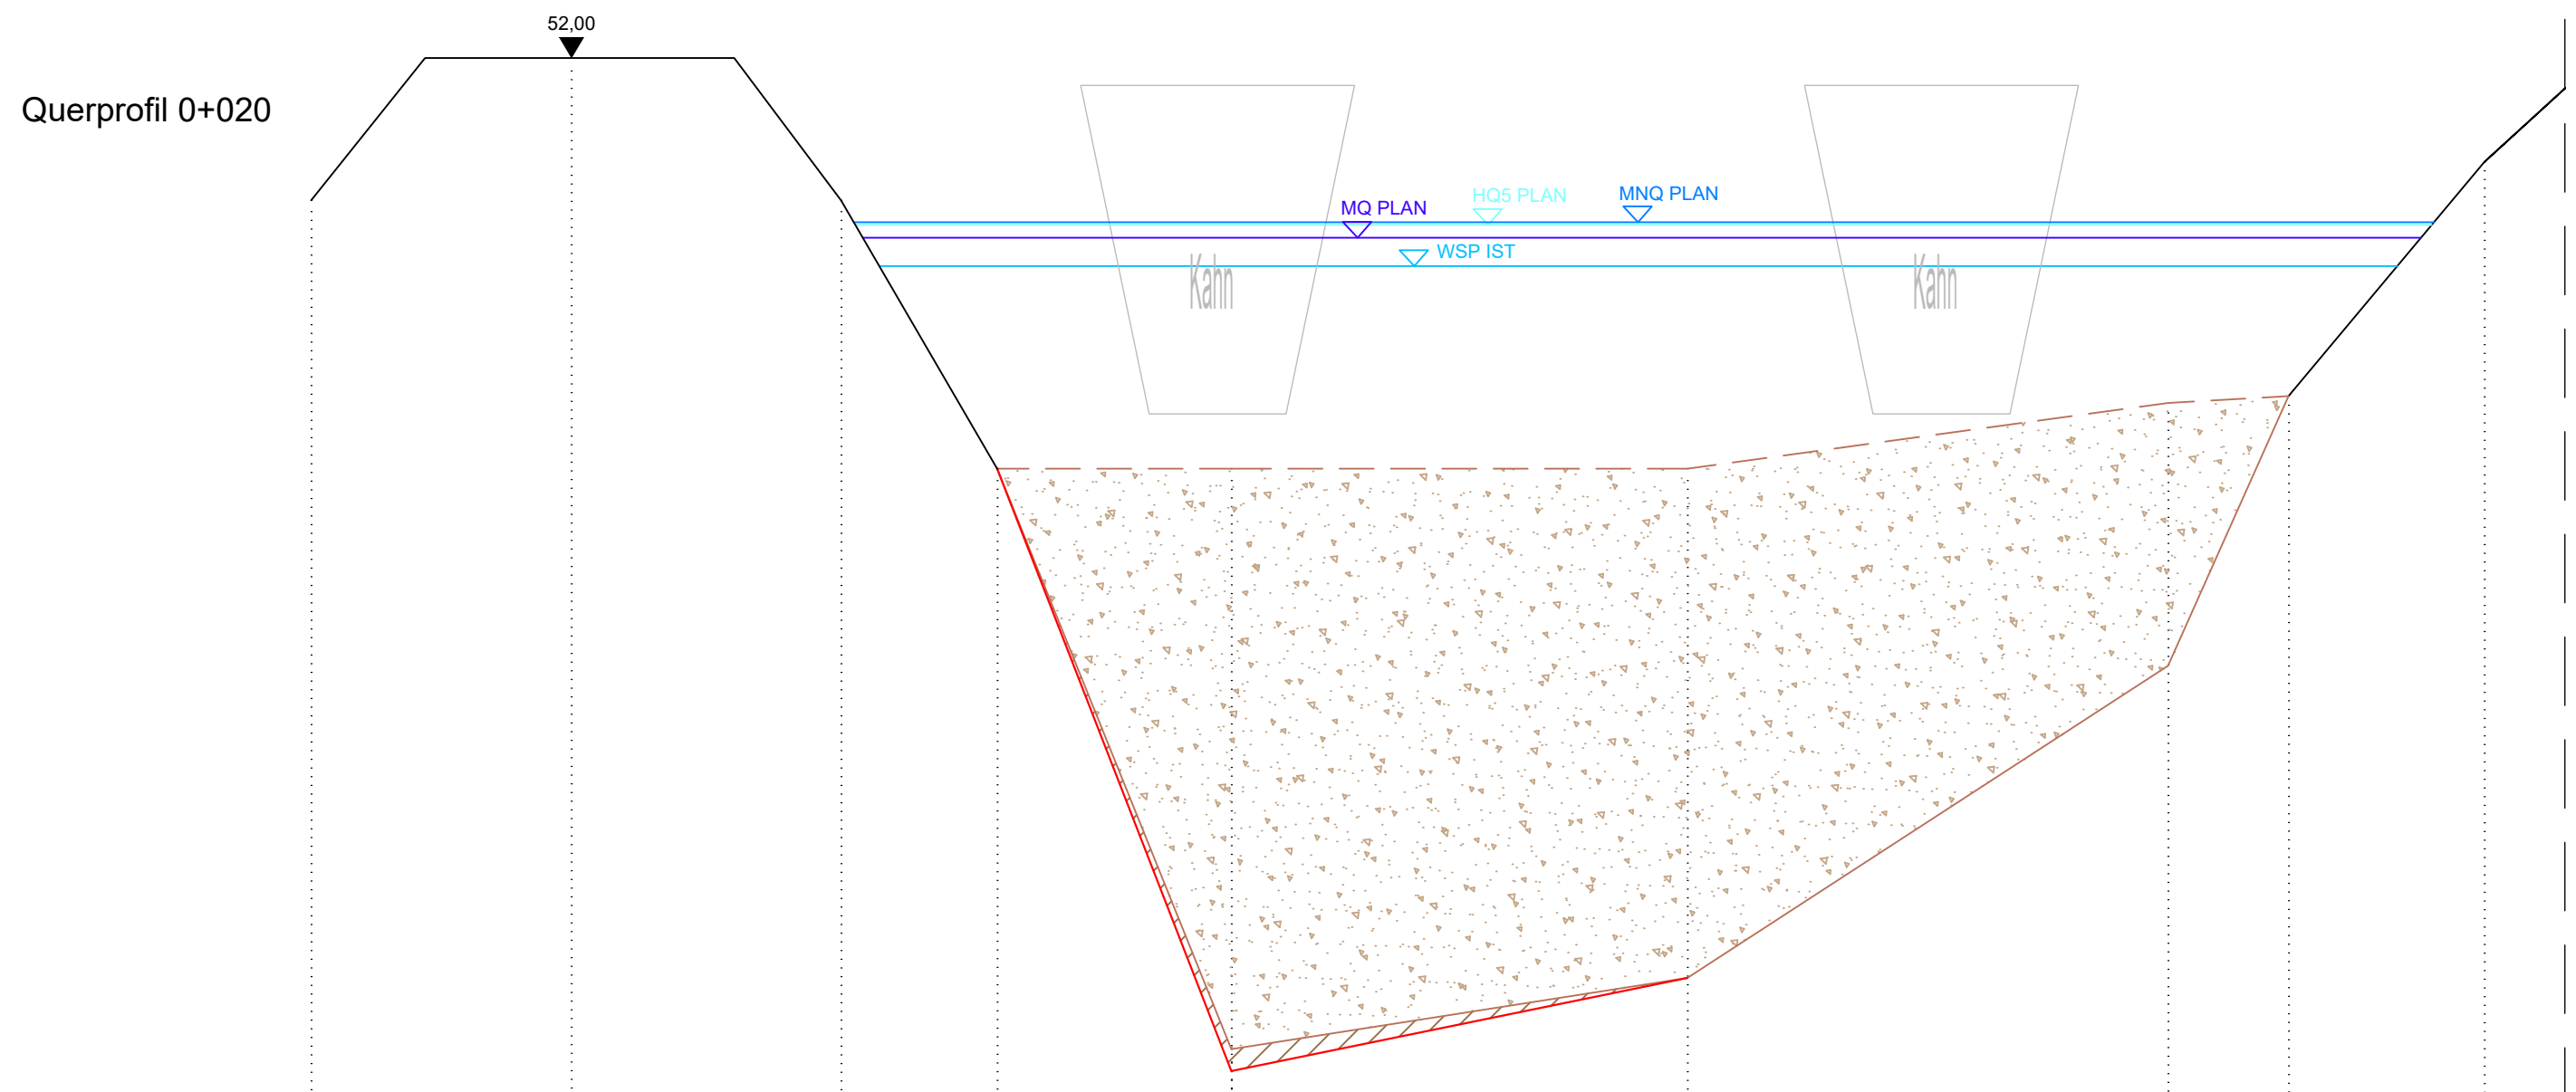 52,00
Querprofil 0+020
HQ5 PLAN
MNQ PLAN
MQ PLAN
WSP IST
Kahn
Kahn